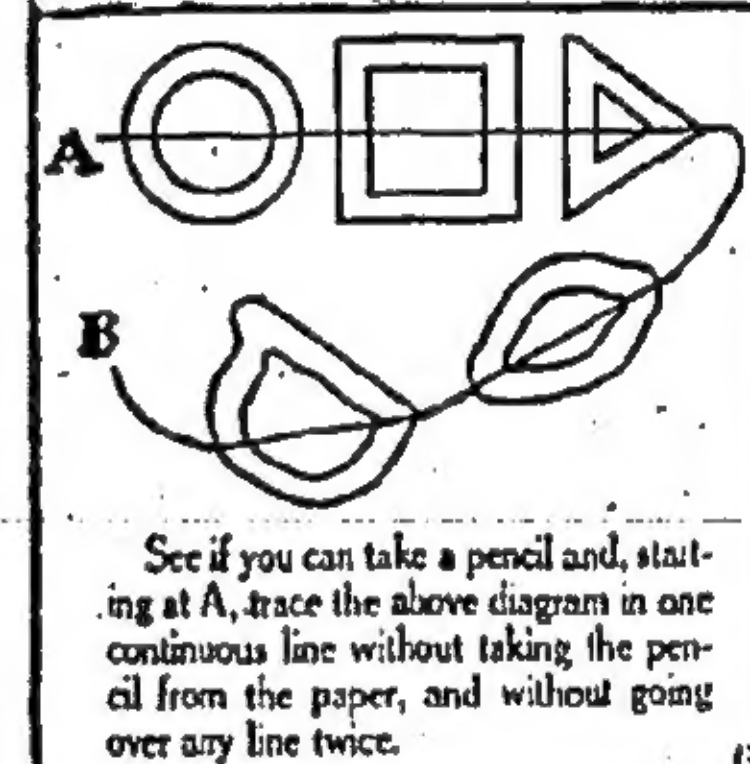 A
B
See if you can take a pencil and, start-
ing at A, trace the above diagram in one
continuous line without taking the pen-
cil from the paper, and without going
over any line twice.